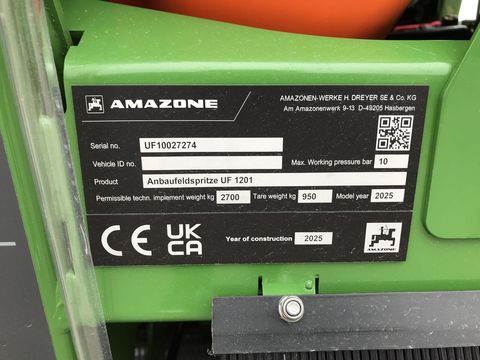 AMAZONE
AMAZONEN-WERKE H. DREYER SE & Co. KG
Am Amazonenwerk 9-13 D-49205 Hasbergen
Serial no. UF10027274
Vehicle ID no. Max. Working pressure bar 10
Product Anbaufeldspritze UF 1201
Permissible techn. implement weight kg 2700 Tare weight kg 950 Model year 2025
CE UK CA Year of construction 2025
AMAZONE